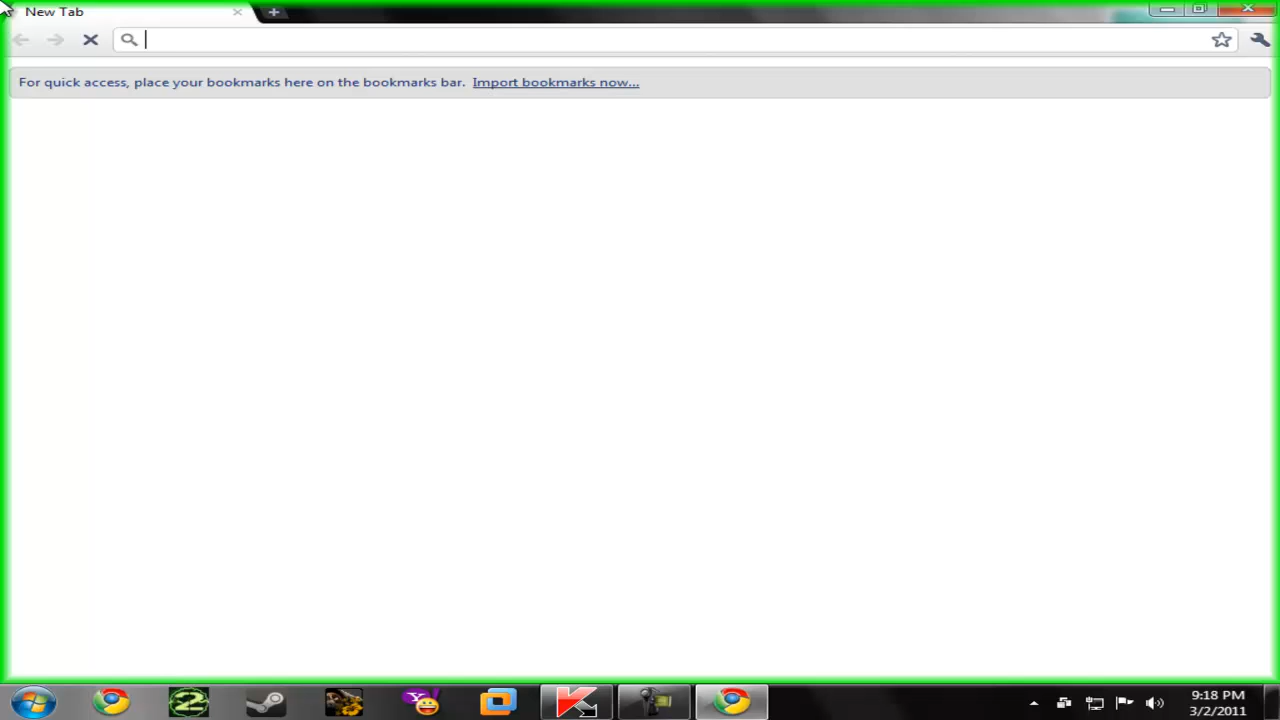 New Tab
For quick access, place your bookmarks here on the bookmarks bar. Import bookmarks now...
9:18 PM
3/2/2011